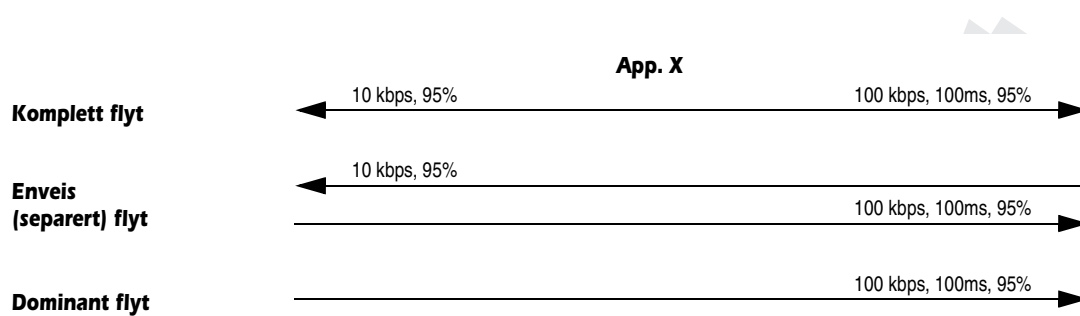 App. X
Komplett flyt
10 kbps, 95%
100 kbps, 100ms, 95%
Enveis
(separert) flyt
10 kbps, 95%
100 kbps, 100ms, 95%
Dominant flyt
100 kbps, 100ms, 95%